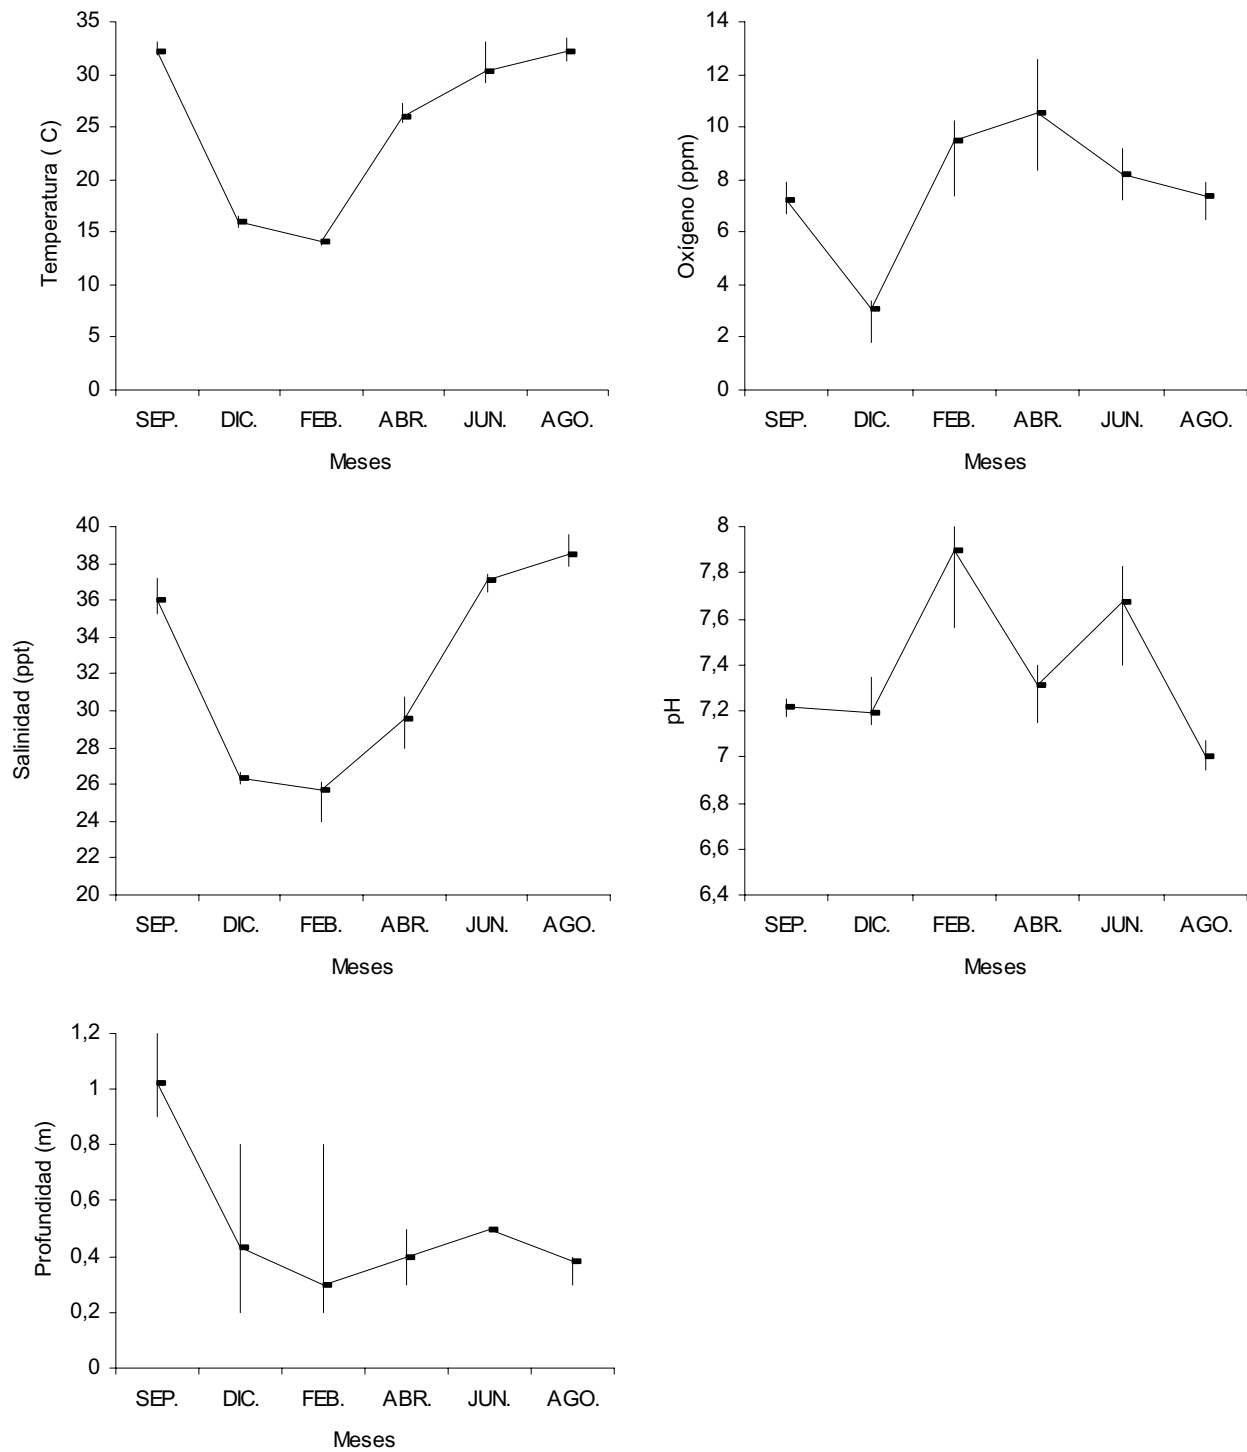 Temperatura ( C)
35
30
25
20
15
10
5
0
SEP. DIC. FEB. ABR. JUN. AGO.
Meses
Oxígeno (ppm)
14
12
10
8
6
4
2
0
SEP. DIC. FEB. ABR. JUN. AGO.
Meses
Salinidad (ppt)
40
38
36
34
32
30
28
26
24
22
20
SEP. DIC. FEB. ABR. JUN. AGO.
Meses
pH
8
7,8
7,6
7,4
7,2
7
6,8
6,6
6,4
SEP. DIC. FEB. ABR. JUN. AGO.
Meses
Profundidad (m)
1,2
1
0,8
0,6
0,4
0,2
0
SEP. DIC. FEB. ABR. JUN. AGO.
Meses